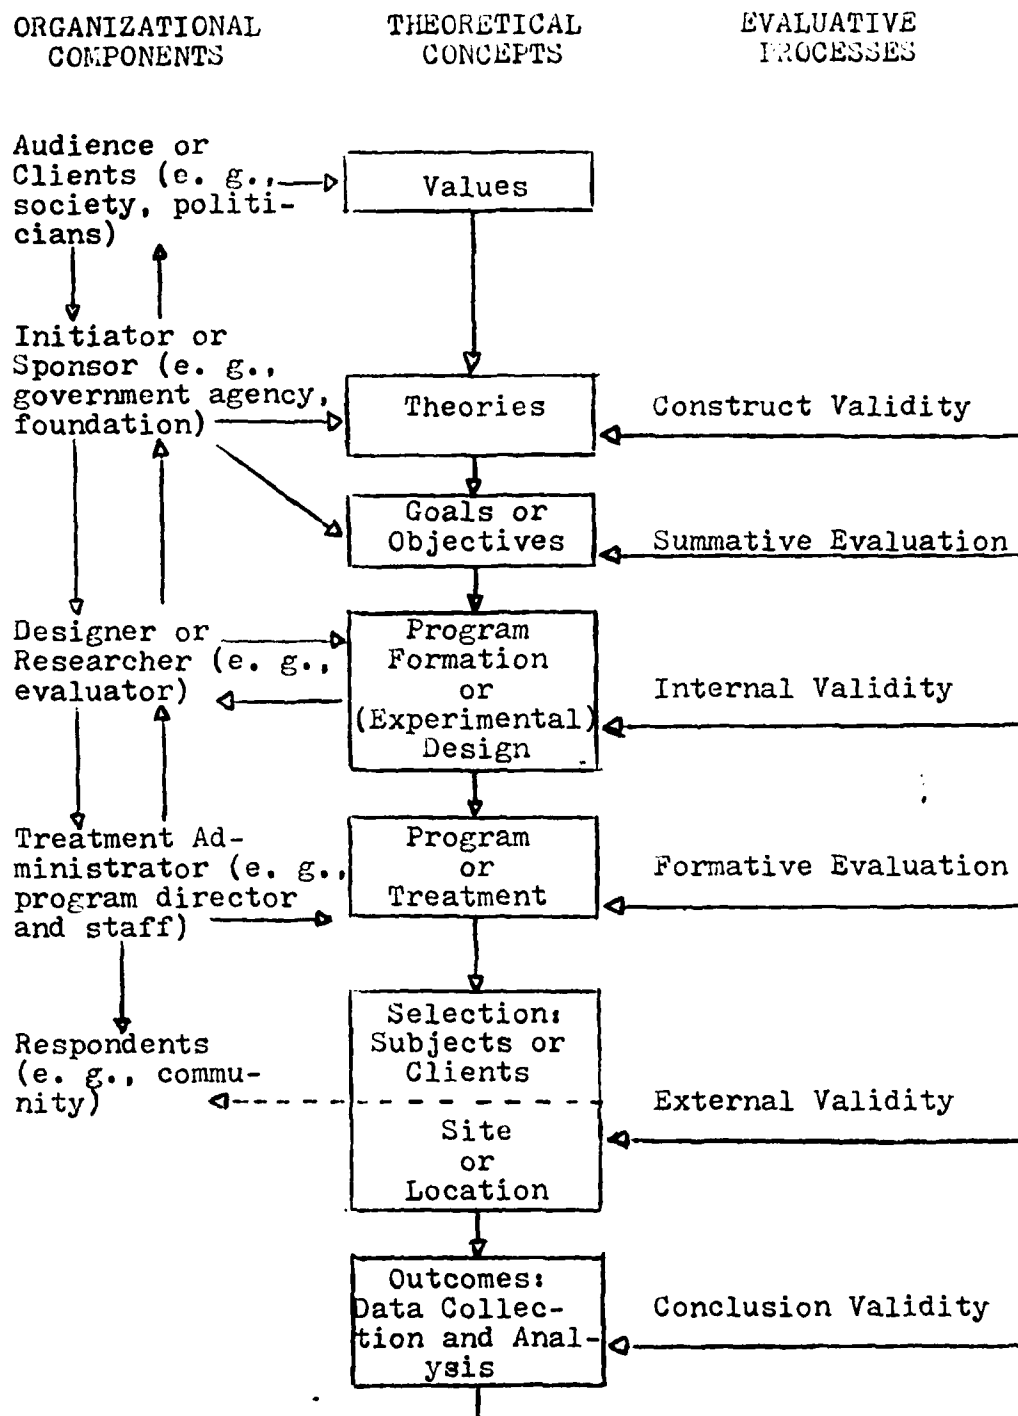 ORGANIZATIONAL
COMPONENTS
THEORETICAL
CONCEPTS
EVALUATIVE
PROCESSES
Audience or
Clients (e. g.,
society, politi-
cians)
Values
Initiator or
Sponsor (e. g.,
government agency,
foundation)
Theories
Construct Validity
Goals or
Objectives
Summative Evaluation
Designer or
Researcher (e. g.,
evaluator)
Program
Formation
or
(Experimental)
Design
Internal Validity
Treatment Ad-
ministrator (e. g.,
program director
and staff)
Program
or
Treatment
Formative Evaluation
Respondents
(e. g., commu-
nity)
Selection:
Subjects or
Clients
Site
or
Location
External Validity
Outcomes:
Data Collec-
tion and Anal-
ysis
Conclusion Validity